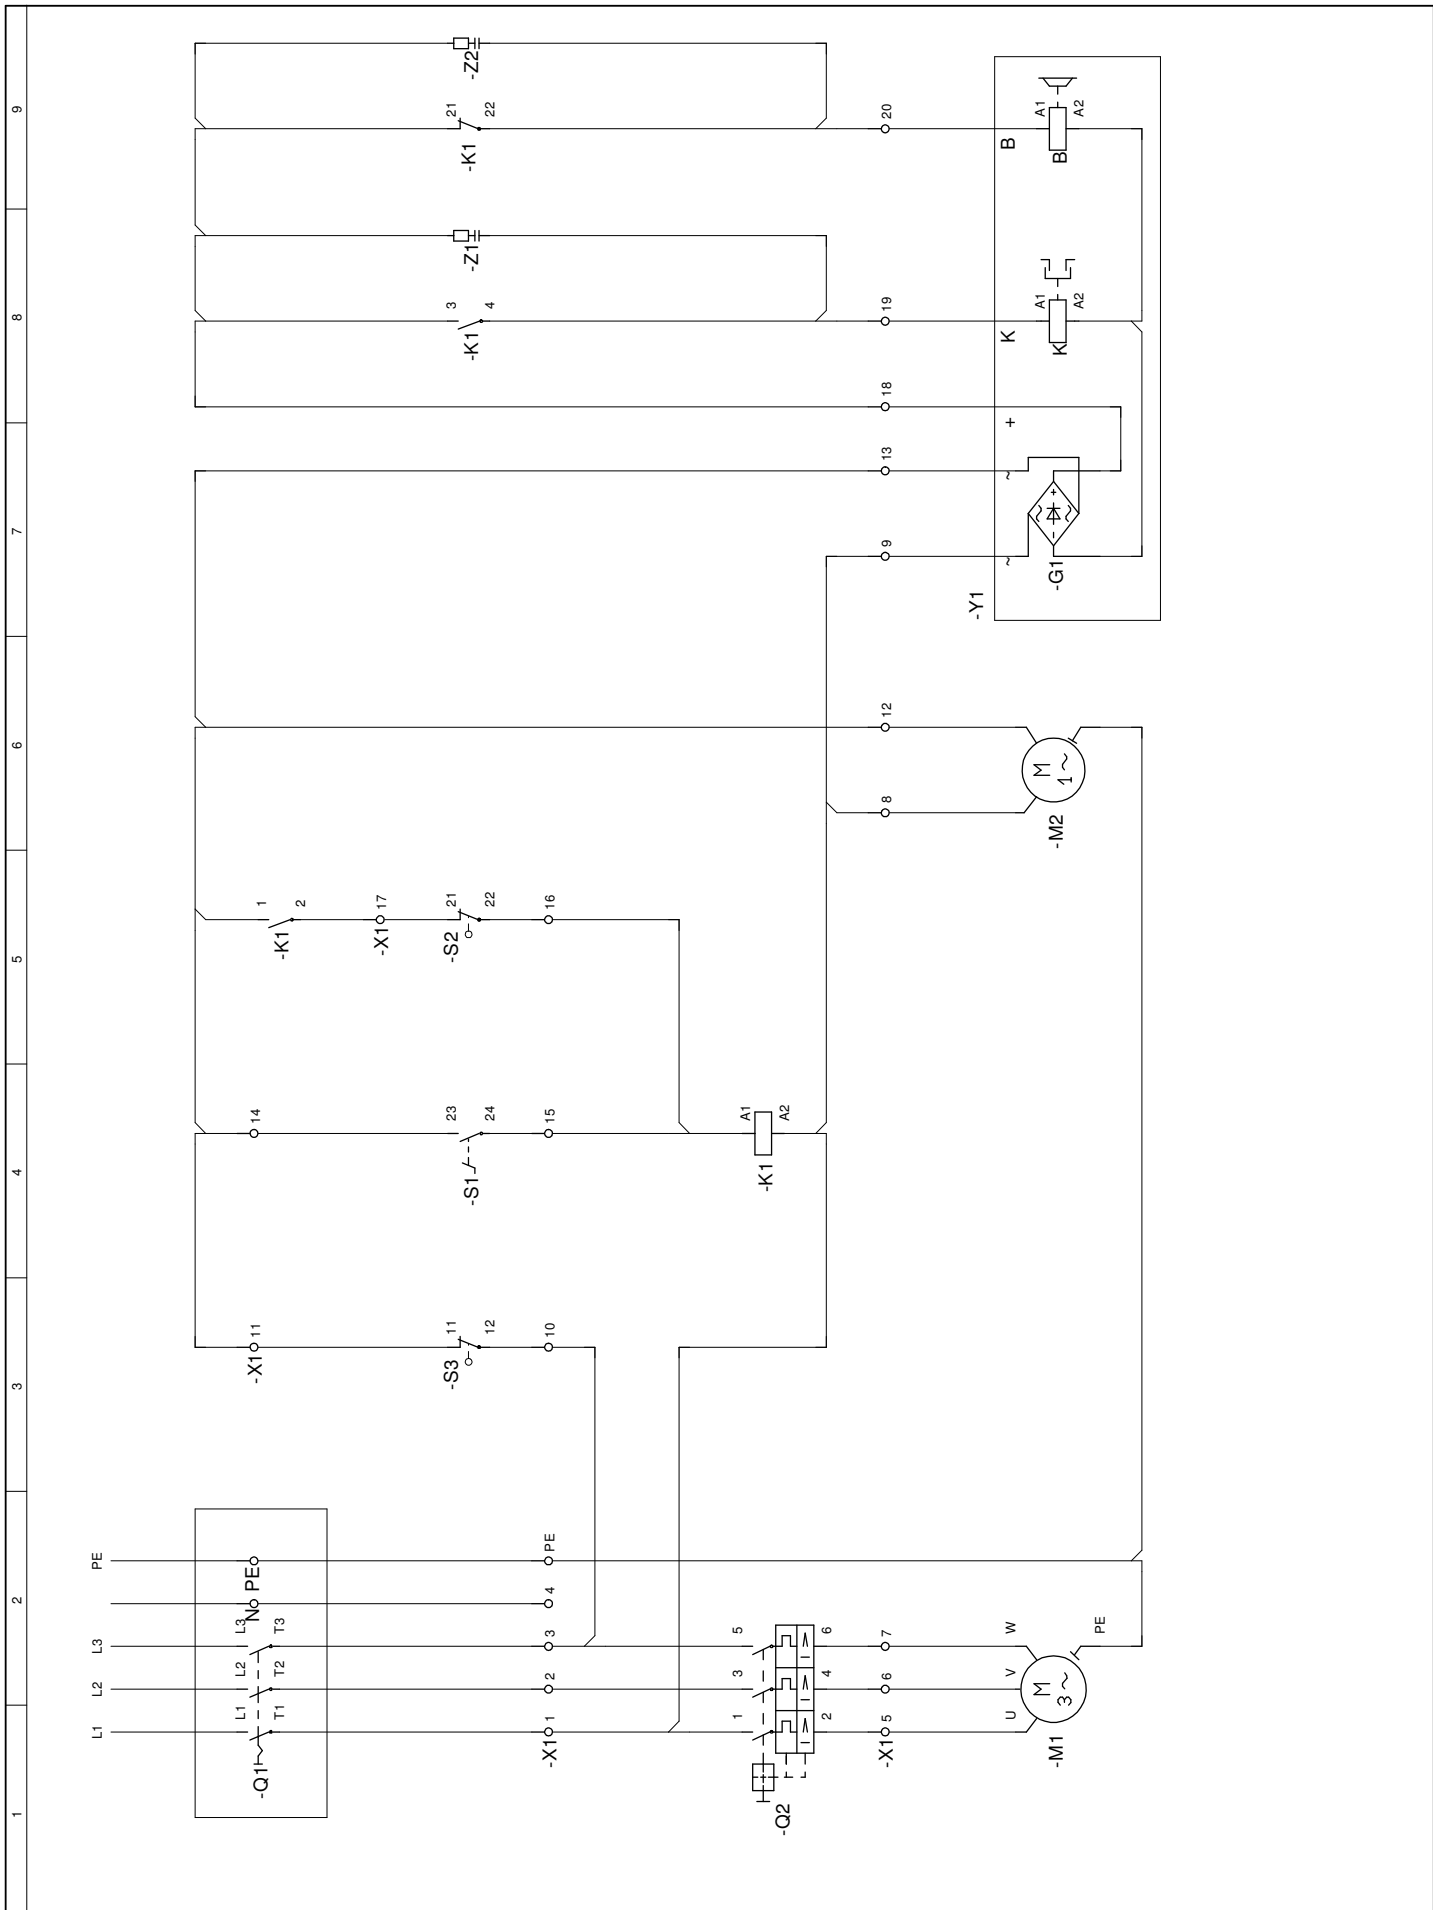 1 2 3 4 5 6 7 8 9
L1 L2 L3 PE
-Q1
L1 L2 L3 N PE
T1 T2 T3
-X1 1 2 3 4 PE
-Q2
1 3 5
2 4 6
-X1 5 6 7
U V W PE
-M1
M
3~
-X1 11
-S3
11
12
10
14
-S1
23
24
15
-K1
A1
A2
-K1
1
2
-X1 17
-S2
21
22
16
8
12
-M2
M
1~
-Y1
9
13
18
~ ~ +
-G1
- +
-K1
3
4
-Z1
19
K
K
A1
A2
-K1
21
22
-Z2
20
B
B
A1
A2